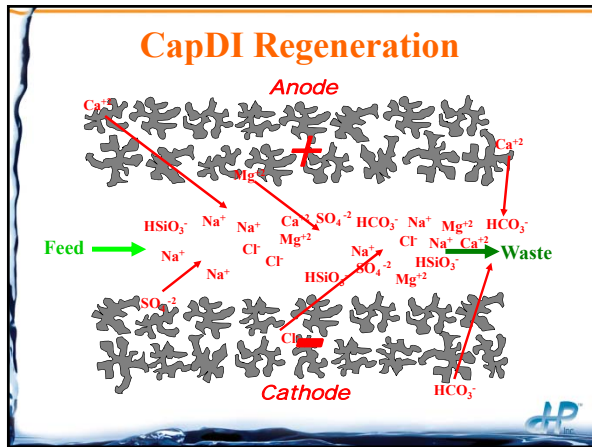 CapDI Regeneration
Anode
Ca+2
+
Mg+2
Ca+2
HSiO3- Na+ Na+ Ca-2 SO4-2 HCO3- Na+ Mg+2 HCO3-
Feed Na+ Cl- Mg+2 Na+ Cl- Na+ Ca+2 Waste
Na+ Cl- HSiO3- SO4-2 Mg+2 HSiO3-
SO4-2
Cl
-
Cathode
HCO3-
HP
Inc.